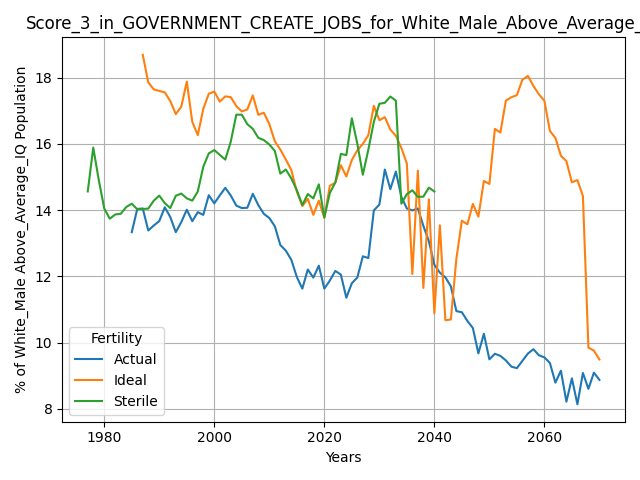 Score_3_in_GOVERNMENT_CREATE_JOBS_for_White_Male_Above_Average_
% of White_Male Above_Average_IQ Population
18
16
14
12
10
8
Fertility
Actual
Ideal
Sterile
1980 2000 2020 2040 2060
Years